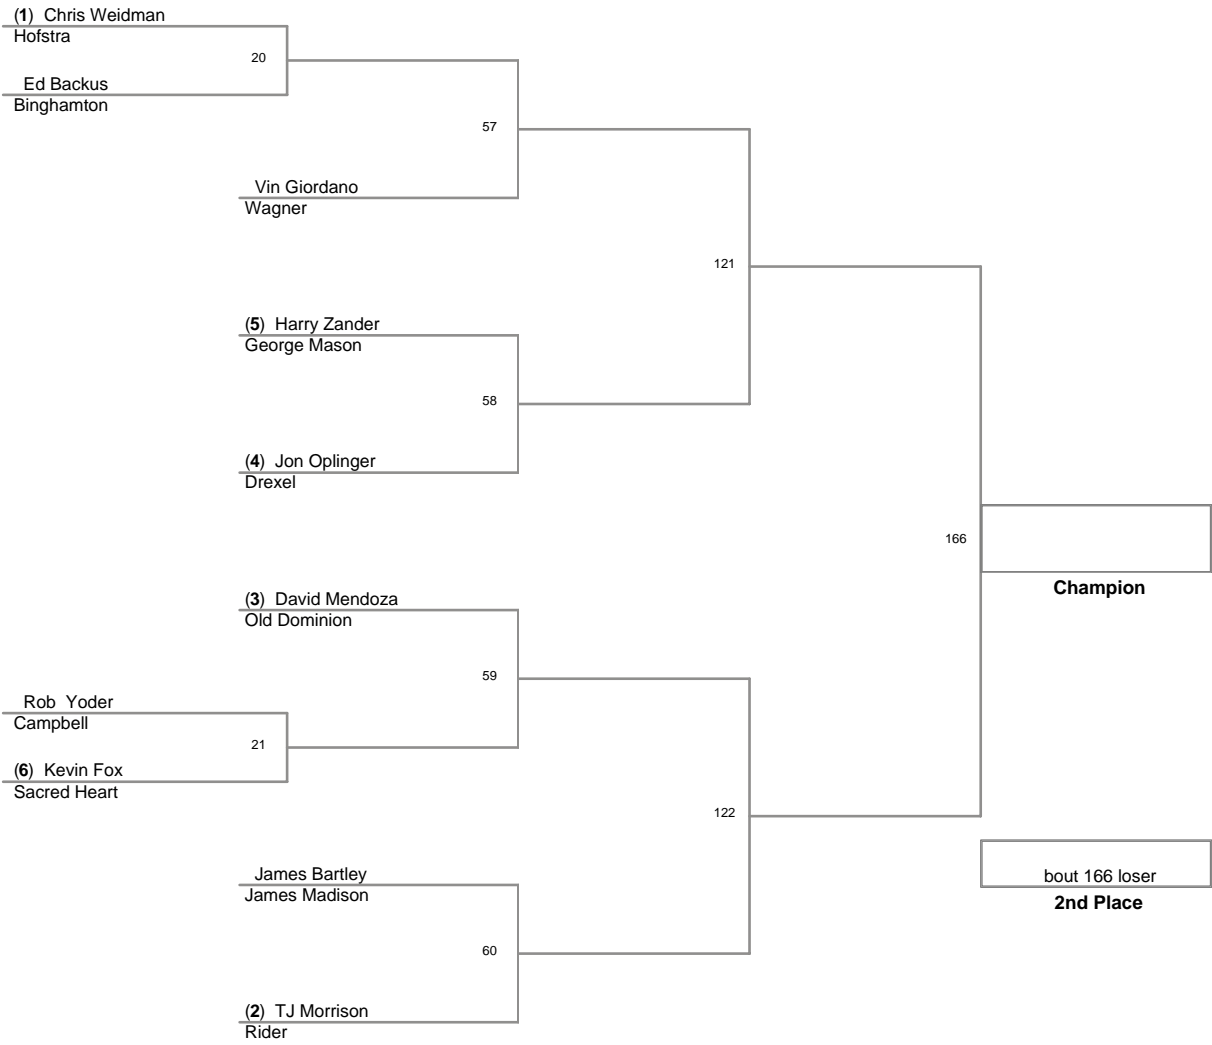 (1) Chris Weidman
Hofstra
20
Ed Backus
Binghamton
57
Vin Giordano
Wagner
121
(5) Harry Zander
George Mason
58
(4) Jon Oplinger
Drexel
166
Champion
(3) David Mendoza
Old Dominion
59
Rob Yoder
Campbell
21
(6) Kevin Fox
Sacred Heart
122
James Bartley
James Madison
bout 166 loser
2nd Place
60
(2) TJ Morrison
Rider